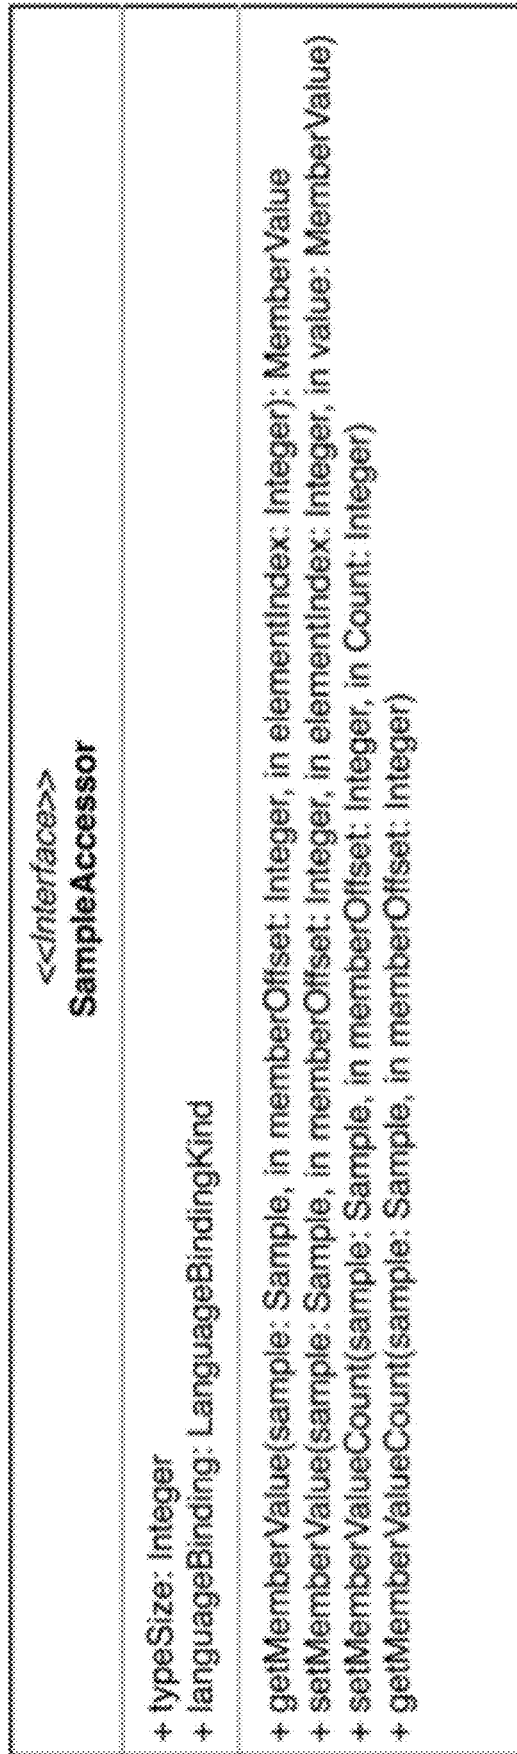 <<Interface>>
SampleAccessor
+ typeSize: Integer
+ languageBinding: LanguageBindingKind
+ getMemberValue(sample: Sample, in memberOffset: Integer, in elementIndex: Integer): MemberValue
+ setMemberValue(sample: Sample, in memberOffset: Integer, in elementIndex: Integer, in value: MemberValue)
+ setMemberValueCount(sample: Sample, in memberOffset: Integer, in Count: Integer)
+ getMemberValueCount(sample: Sample, in memberOffset: Integer)